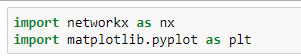 import networkx as nx
import matplotlib.pyplot as plt